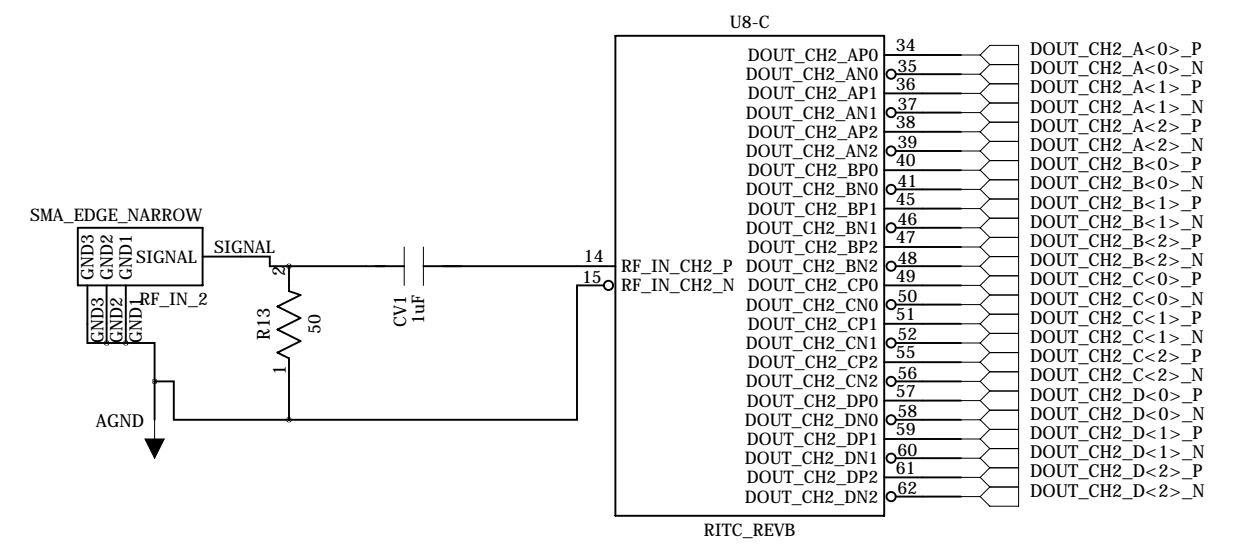 U8-C
DOUT_CH2_AP0 34 DOUT_CH2_A<0>_P
DOUT_CH2_AN0 35 DOUT_CH2_A<0>_N
DOUT_CH2_AP1 36 DOUT_CH2_A<1>_P
DOUT_CH2_AN1 37 DOUT_CH2_A<1>_N
DOUT_CH2_AP2 38 DOUT_CH2_A<2>_P
DOUT_CH2_AN2 39 DOUT_CH2_A<2>_N
DOUT_CH2_BP0 40 DOUT_CH2_B<0>_P
DOUT_CH2_BN0 41 DOUT_CH2_B<0>_N
DOUT_CH2_BP1 45 DOUT_CH2_B<1>_P
DOUT_CH2_BN1 46 DOUT_CH2_B<1>_N
DOUT_CH2_BP2 47 DOUT_CH2_B<2>_P
DOUT_CH2_BN2 48 DOUT_CH2_B<2>_N
DOUT_CH2_CP0 49 DOUT_CH2_C<0>_P
DOUT_CH2_CN0 50 DOUT_CH2_C<0>_N
DOUT_CH2_CP1 51 DOUT_CH2_C<1>_P
DOUT_CH2_CN1 52 DOUT_CH2_C<1>_N
DOUT_CH2_CP2 55 DOUT_CH2_C<2>_P
DOUT_CH2_CN2 56 DOUT_CH2_C<2>_N
DOUT_CH2_DP0 57 DOUT_CH2_D<0>_P
DOUT_CH2_DN0 58 DOUT_CH2_D<0>_N
DOUT_CH2_DP1 59 DOUT_CH2_D<1>_P
DOUT_CH2_DN1 60 DOUT_CH2_D<1>_N
DOUT_CH2_DP2 61 DOUT_CH2_D<2>_P
DOUT_CH2_DN2 62 DOUT_CH2_D<2>_N
SMA_EDGE_NARROW
GND3
GND2
GND1
SIGNAL
SIGNAL
RF_IN_2
GND3
GND2
GND1
AGND
2
R13
50
1
CV1
1uF
14 RF_IN_CH2_P
15 RF_IN_CH2_N
RITC_REVB